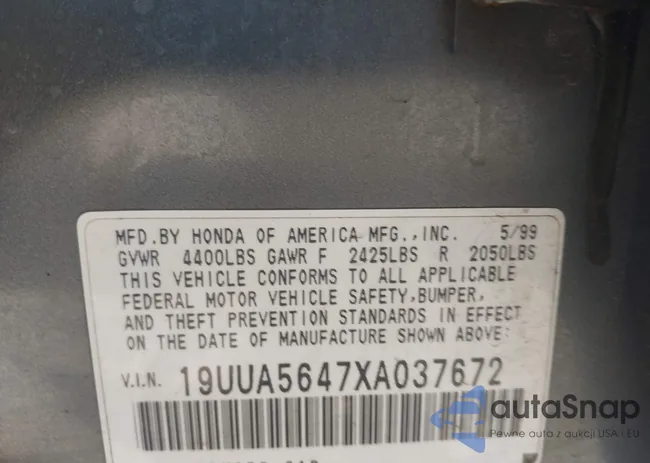 MFD.BY HONDA OF AMERICA MFG.,INC. 5/99
GVWR 4400LBS GAWR F 2425LBS R 2050LBS
THIS VEHICLE CONFORMS TO ALL APPLICABLE
FEDERAL MOTOR VEHICLE SAFETY,BUMPER,
AND THEFT PREVENTION STANDARDS IN EFFECT
ON THE DATE OF MANUFACTURE SHOWN ABOVE:
V.I.N. 19UUA5647XA037672
autaSnap
Pewne auta z aukcji USA - EU